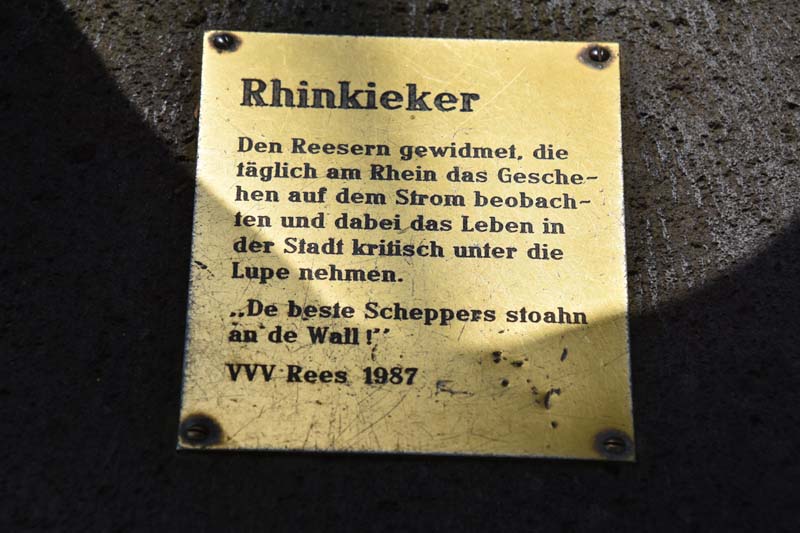 Rhinkieker
Den Reesern gewidmet, die
täglich am Rhein das Gesche-
hen auf dem Strom beobach-
ten und dabei das Leben in
der Stadt kritisch unter die
Lupe nehmen.
„De beste Scheppers stoahn
an de Wall!"
VVV Rees 1987